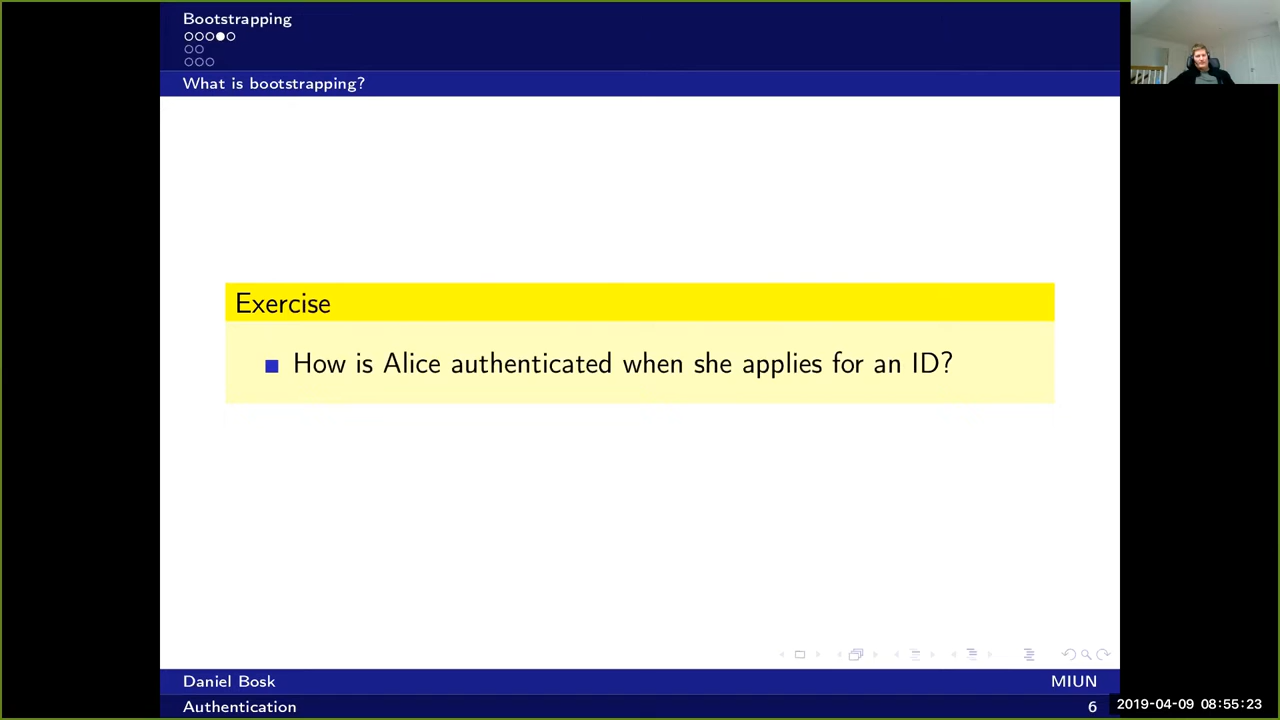 Bootstrapping
What is bootstrapping?
Exercise
How is Alice authenticated when she applies for an ID?
Daniel Bosk
MIUN
Authentication
6
2019-04-09 08:55:23